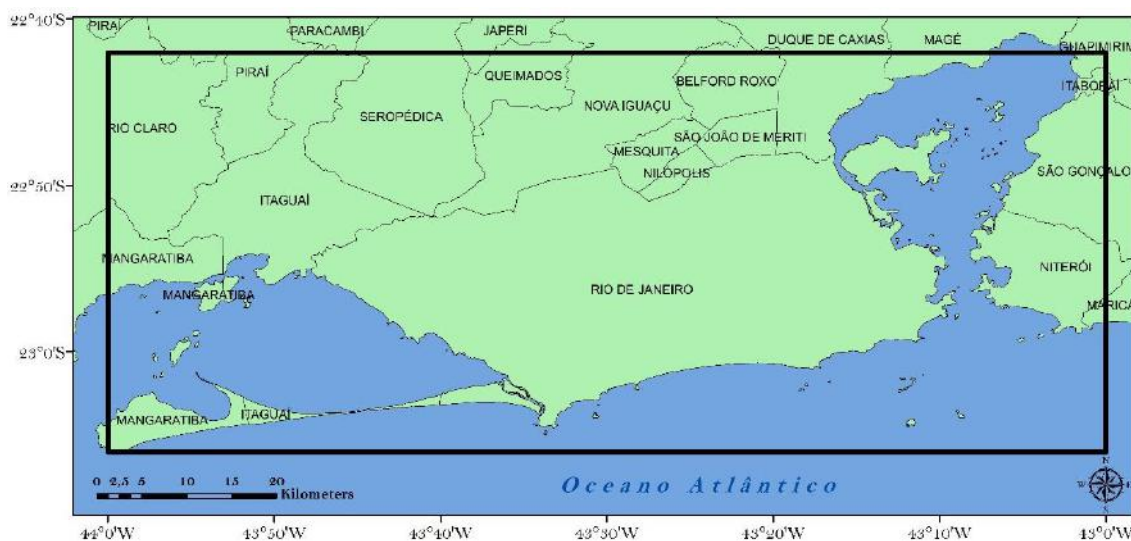 22°40'S
PIRAÍ
PARACAMBI
JAPERI
DUQUE DE CAXIAS
MAGÉ
GUAPIMIRIM
PIRAÍ
QUEIMADOS
BELFORD ROXO
ITABORAÍ
NOVA IGUAÇU
SEROPÉDICA
RIO CLARO
SÃO JOÃO DE MERITI
MESQUITA
NILÓPOLIS
SÃO GONÇALO
22°50'S
ITAGUAÍ
MANGARATIBA
NITERÓI
RIO DE JANEIRO
MANGARATIBA
MARICÁ
23°0'S
ITAGUAÍ
MANGARATIBA
0 2,5 5 10 15 20
Kilometers
Oceano Atlântico
N
W
E
S
44°0'W 43°50'W 43°40'W 43°30'W 43°20'W 43°10'W 43°0'W